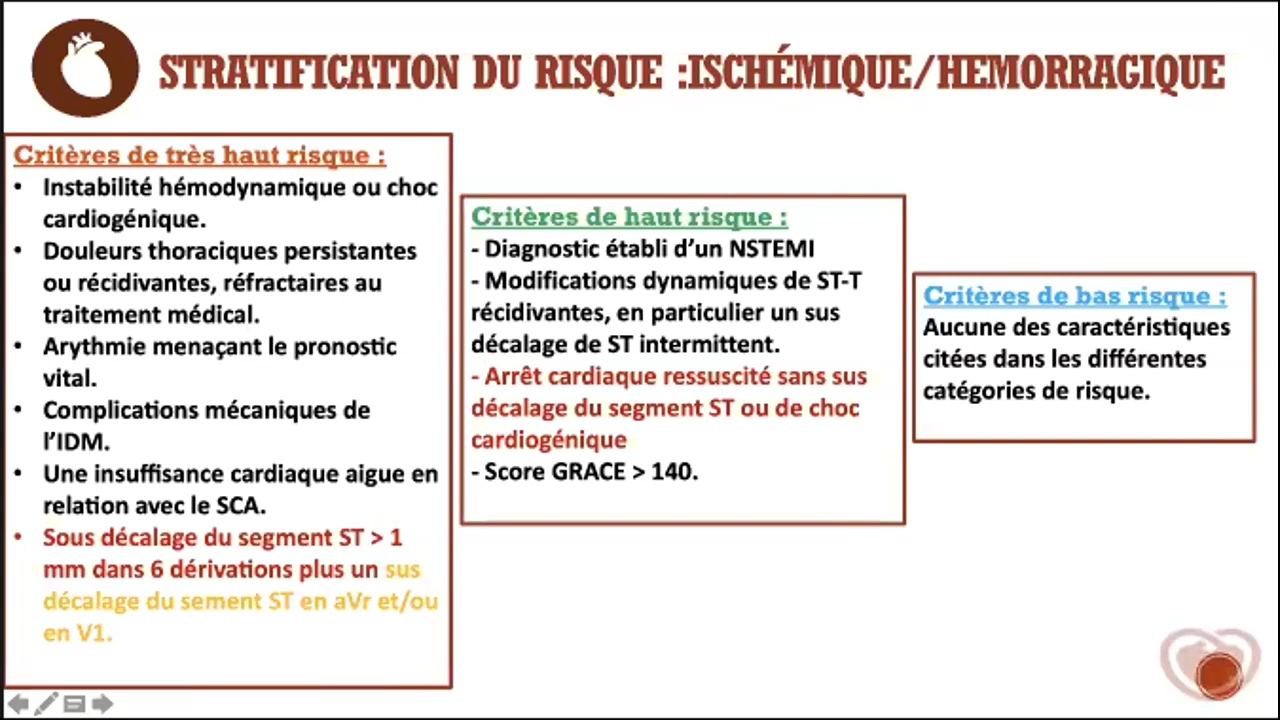 STRATIFICATION DU RISQUE :ISCHÉMIQUE/HEMORRAGIQUE
Critères de très haut risque :
• Instabilité hémodynamique ou choc
cardiogénique.
• Douleurs thoraciques persistantes
ou récidivantes, réfractaires au
traitement médical.
• Arythmie menaçant le pronostic
vital.
• Complications mécaniques de
l’IDM.
• Une insuffisance cardiaque aigue en
relation avec le SCA.
• Sous décalage du segment ST > 1
mm dans 6 dérivations plus un sus
décalage du sement ST en aVr et/ou
en V1.
Critères de haut risque :
- Diagnostic établi d’un NSTEMI
- Modifications dynamiques de ST-T
récidivantes, en particulier un sus
décalage de ST intermittent.
- Arrêt cardiaque ressuscité sans sus
décalage du segment ST ou de choc
cardiogénique
- Score GRACE > 140.
Critères de bas risque :
Aucune des caractéristiques
citées dans les différentes
catégories de risque.